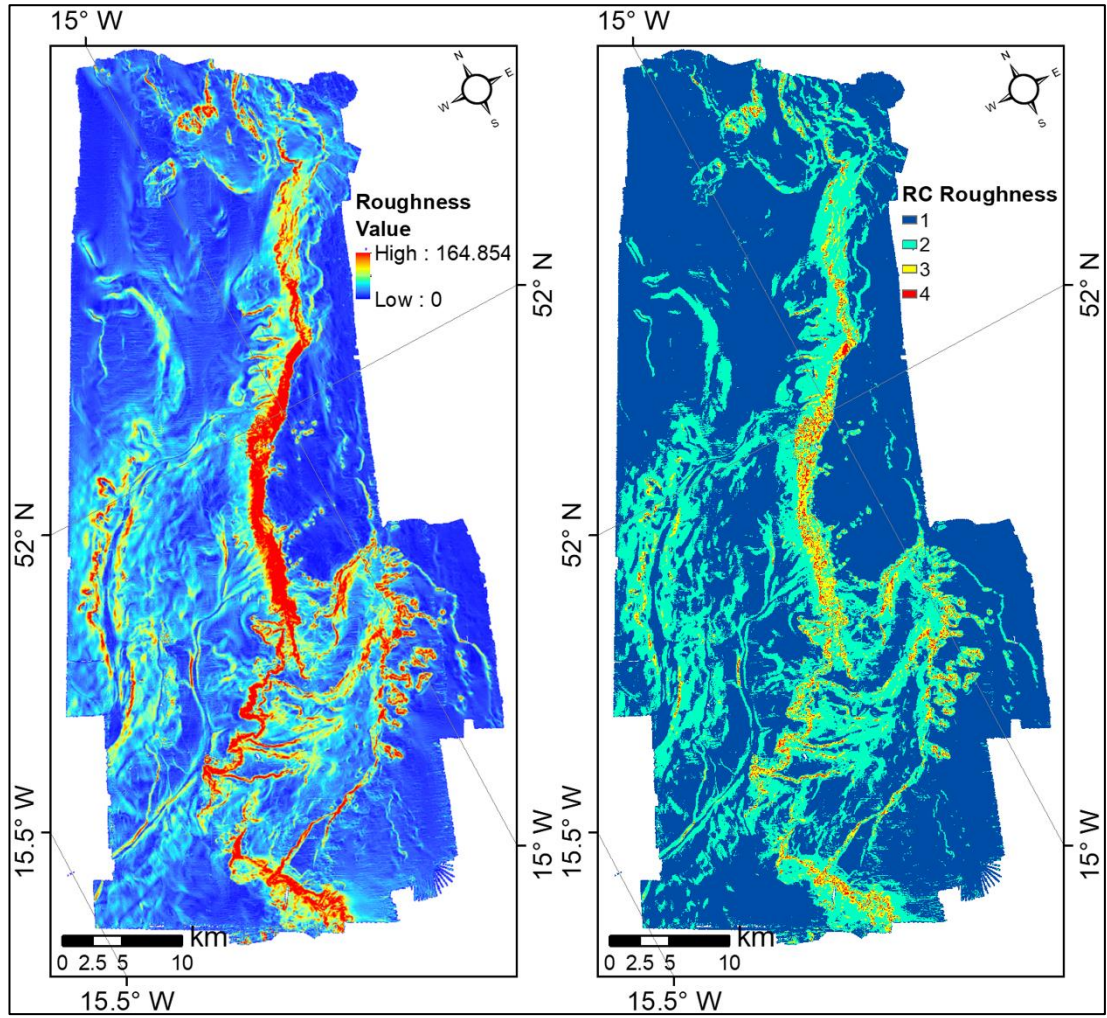 15° W
N
E
W
S
Roughness
Value
High : 164.854
Low : 0
52° N
52° N
15.5° W
15° W
km
0 2.5 5 10
15.5° W
15° W
N
E
W
S
RC Roughness
1
2
3
4
52° N
52° N
15.5° W
15° W
km
0 2.5 5 10
15.5° W